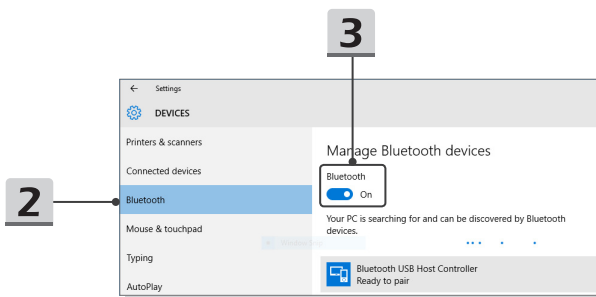 3
← Settings
DEVICES
Printers & scanners
Connected devices
Bluetooth
Mouse & touchpad
Typing
AutoPlay
2
Manage Bluetooth devices
Bluetooth
On
Your PC is searching for and can be discovered by Bluetooth
devices.
Bluetooth USB Host Controller
Ready to pair